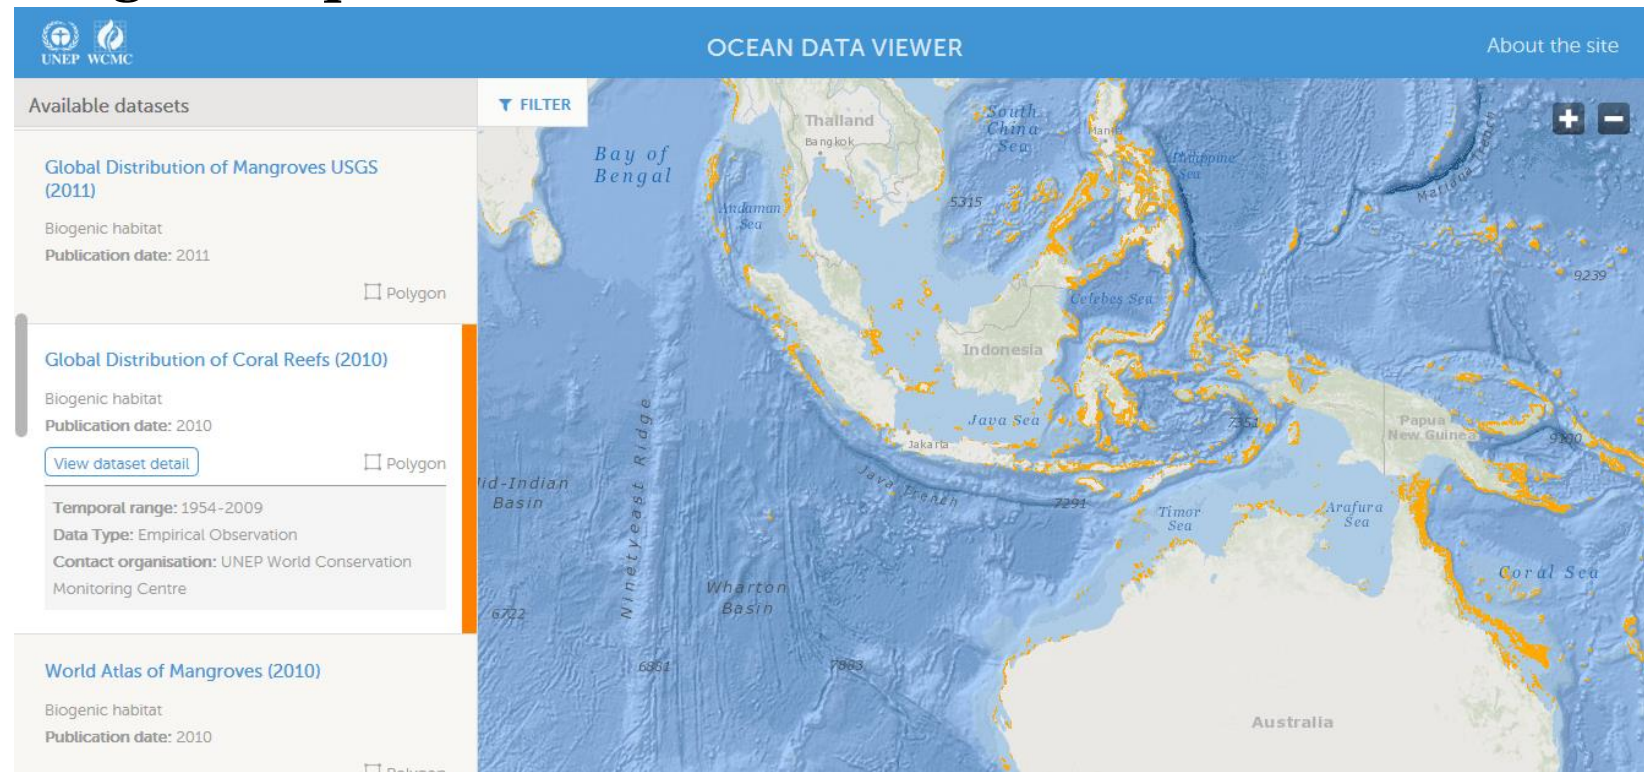 UNEP WCMC
OCEAN DATA VIEWER
About the site
Available datasets
FILTER
Global Distribution of Mangroves USGS
(2011)
Biogenic habitat
Publication date: 2011
Polygon
Global Distribution of Coral Reefs (2010)
Biogenic habitat
Publication date: 2010
View dataset detail
Polygon
Temporal range: 1954-2009
Data Type: Empirical Observation
Contact organisation: UNEP World Conservation
Monitoring Centre
World Atlas of Mangroves (2010)
Biogenic habitat
Publication date: 2010
Polygon
Thailand
Bangkok
South
China
Sea
Bay of
Bengal
Andaman
Sea
5315
Philippine
Sea
Mariana
9239
Celebes Sea
Indonesia
Java Sea
Jakarta
7351
Papua
New Guinea
9100
Ninetyeast Ridge
Java Trench
7291
Basin
Timor
Sea
Arafura
Sea
Coral Sea
Wharton
Basin
6722
6881
7883
Australia